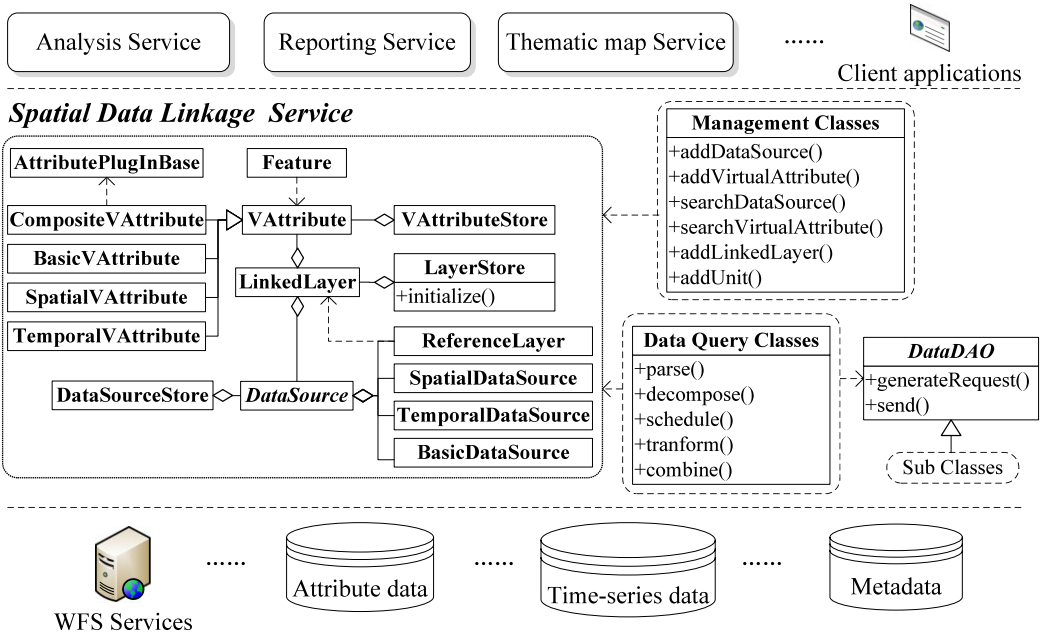 Analysis Service
Reporting Service
Thematic map Service
......
Client applications
Spatial Data Linkage Service
AttributePlugInBase
Feature
CompositeVAttribute
VAttribute
VAttributeStore
BasicVAttribute
SpatialVAttribute
TemporalVAttribute
LinkedLayer
LayerStore
+initialize()
ReferenceLayer
SpatialDataSource
TemporalDataSource
BasicDataSource
DataSourceStore
DataSource
Management Classes
+addDataSource()
+addVirtualAttribute()
+searchDataSource()
+searchVirtualAttribute()
+addLinkedLayer()
+addUnit()
Data Query Classes
+parse()
+decompose()
+schedule()
+tranform()
+combine()
DataDAO
+generateRequest()
+send()
Sub Classes
WFS Services
......
Attribute data
......
Time-series data
......
Metadata